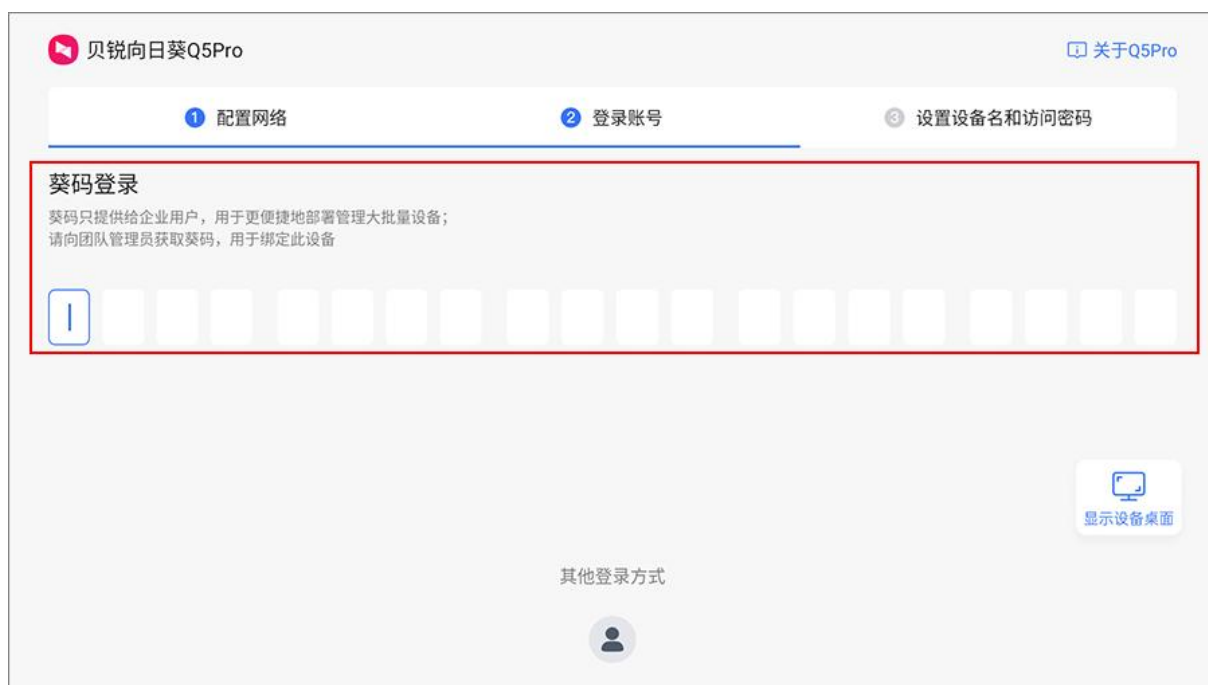 贝锐向日葵Q5Pro
关于Q5Pro
1 配置网络
2 登录账号
3 设置设备名和访问密码
葵码登录
葵码只提供给企业用户，用于更便捷地部署管理大批量设备；
请向团队管理员获取葵码，用于绑定此设备
显示设备桌面
其他登录方式